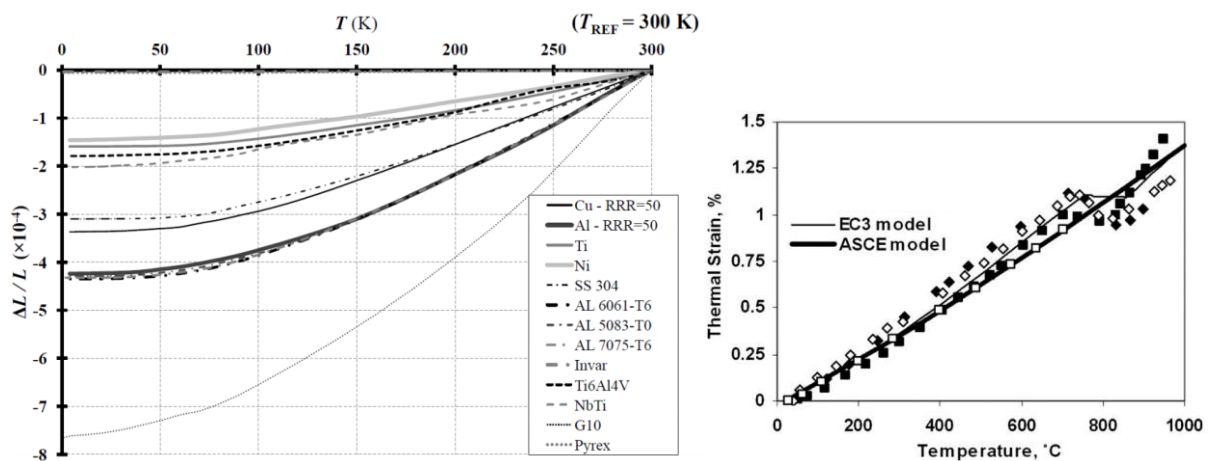 T (K)
(T_REF = 300 K)
0 50 100 150 200 250 300
ΔL / L (×10⁻⁴)
0
-1
-2
-3
-4
-5
-6
-7
-8
Cu - RRR=50
Al - RRR=50
Ti
Ni
SS 304
AL 6061-T6
AL 5083-T0
AL 7075-T6
Invar
Ti6Al4V
NbTi
G10
Pyrex
Thermal Strain, %
1.5
1.25
1
0.75
0.5
0.25
0
EC3 model
ASCE model
0 200 400 600 800 1000
Temperature, ˚C